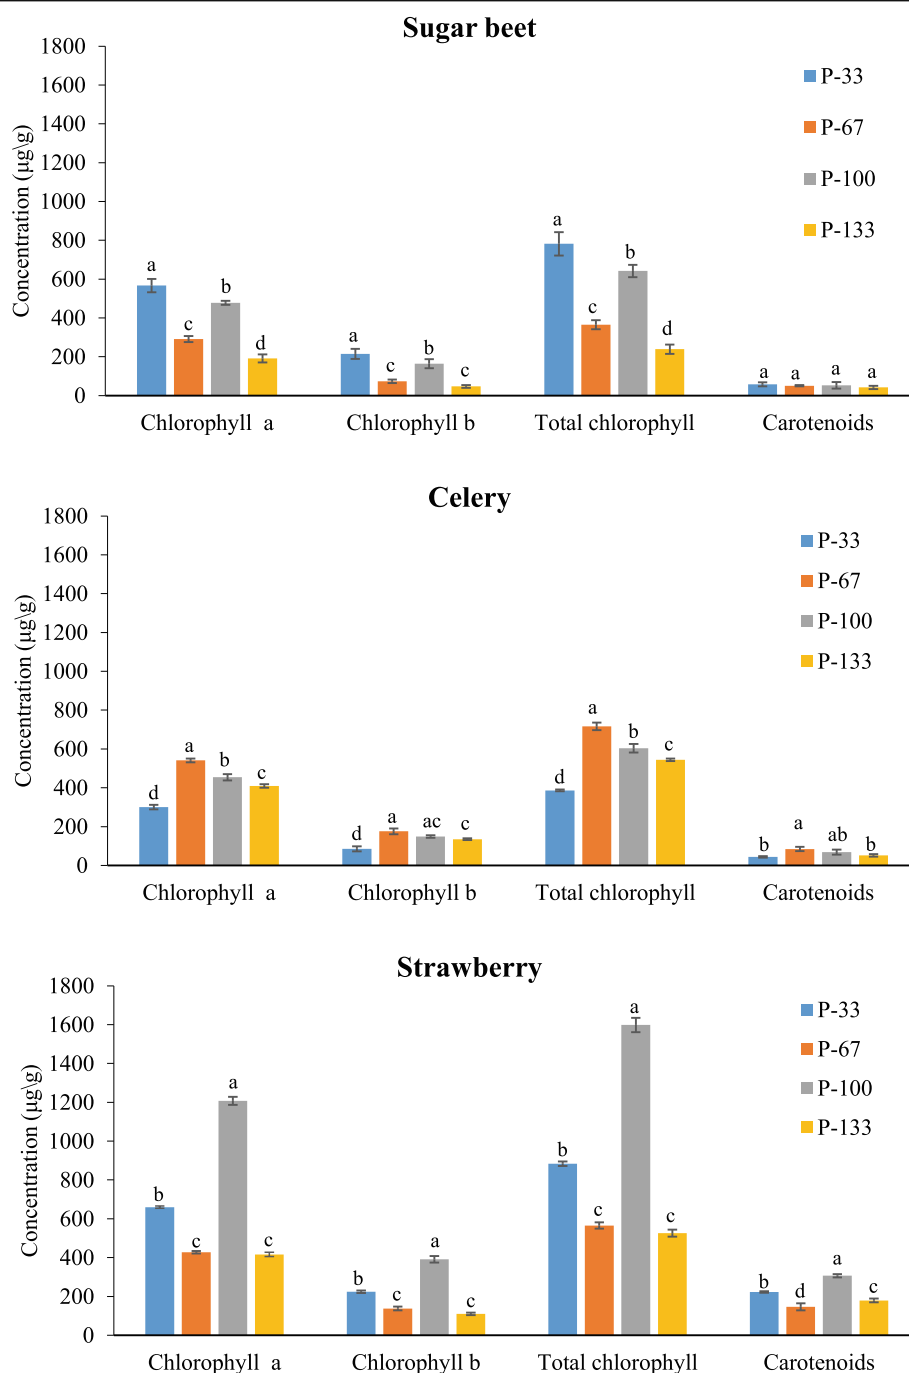 Sugar beet
1800
1600
1400
1200
1000
800
600
400
200
0
Concentration (μg\g)
P-33
P-67
P-100
P-133
a c b d
a c b c
a c b d
a a a a
Chlorophyll a Chlorophyll b Total chlorophyll Carotenoids
Celery
1800
1600
1400
1200
1000
800
600
400
200
0
Concentration (μg\g)
P-33
P-67
P-100
P-133
d a b c
d a ac c
d a b c
b a ab b
Chlorophyll a Chlorophyll b Total chlorophyll Carotenoids
Strawberry
1800
1600
1400
1200
1000
800
600
400
200
0
Concentration (μg\g)
P-33
P-67
P-100
P-133
b c a c
b c a c
b c a c
b d a c
Chlorophyll a Chlorophyll b Total chlorophyll Carotenoids